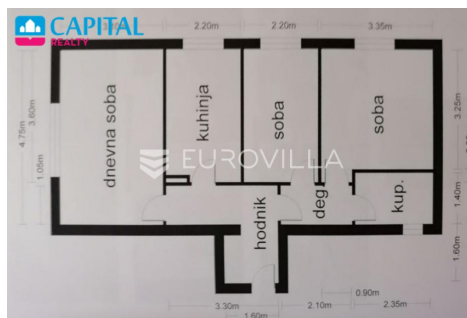 CAPITAL
REALTY
2.20m
2.20m
3.35m
dnevna soba
kuhinja
soba
soba
4.75m
3.60m
1.05m
3.25m
EUROVILLA
hodnik
deg
kup.
1.40m
1.60m
0.90m
3.30m
2.10m
2.35m
1.60m